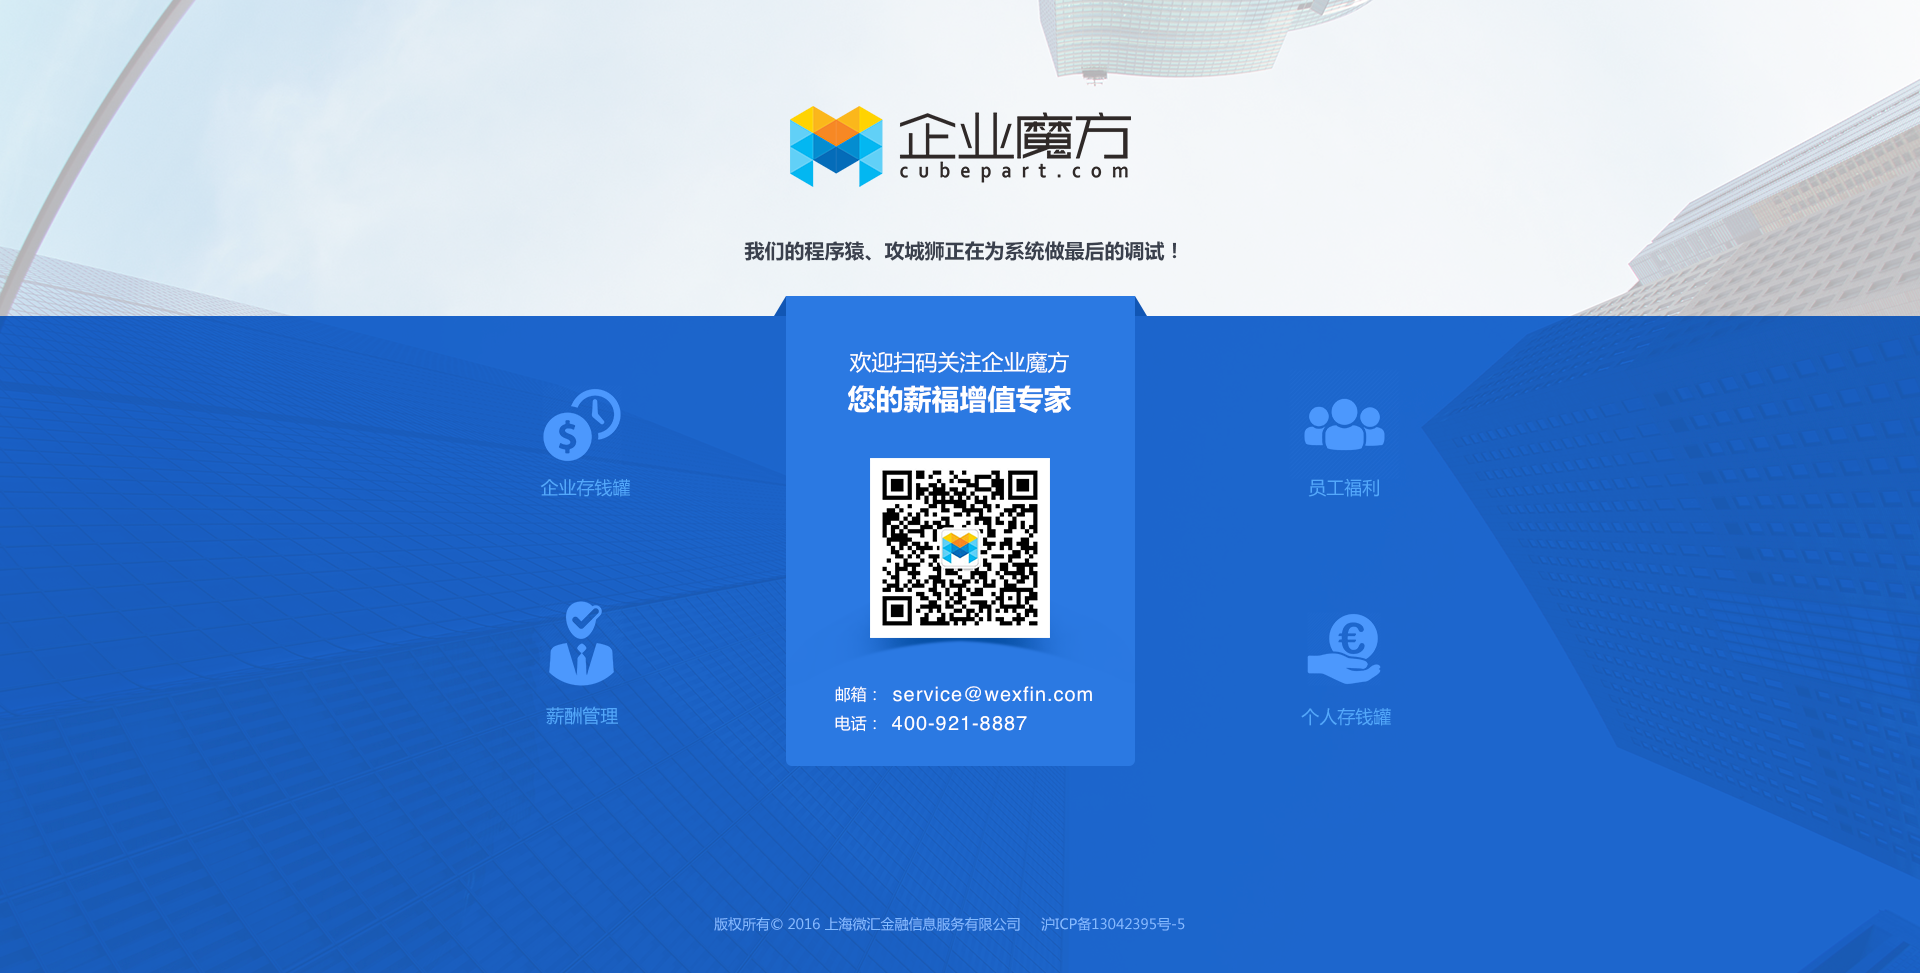 企业魔方
cubepart.com
我们的程序猿、攻城狮正在为系统做最后的调试！
欢迎扫码关注企业魔方
您的薪福增值专家
企业存钱罐
员工福利
薪酬管理
个人存钱罐
邮箱： service@wexfin.com
电话： 400-921-8887
版权所有© 2016 上海微汇金融信息服务有限公司 沪ICP备13042395号-5